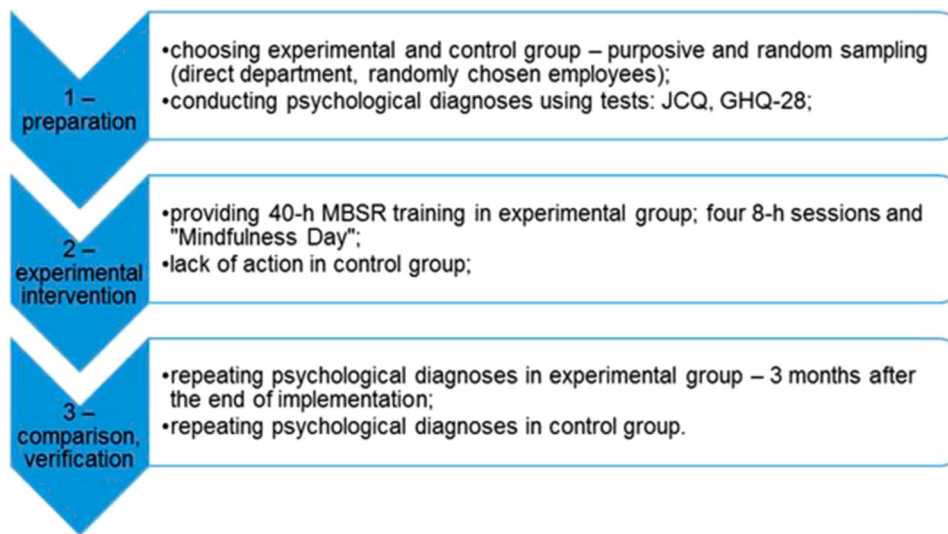 1 –
preparation
•choosing experimental and control group – purposive and random sampling
(direct department, randomly chosen employees);
•conducting psychological diagnoses using tests: JCQ, GHQ-28;
2 –
experimental
intervention
•providing 40-h MBSR training in experimental group; four 8-h sessions and
"Mindfulness Day";
•lack of action in control group;
3 –
comparison,
verification
•repeating psychological diagnoses in experimental group – 3 months after
the end of implementation;
•repeating psychological diagnoses in control group.